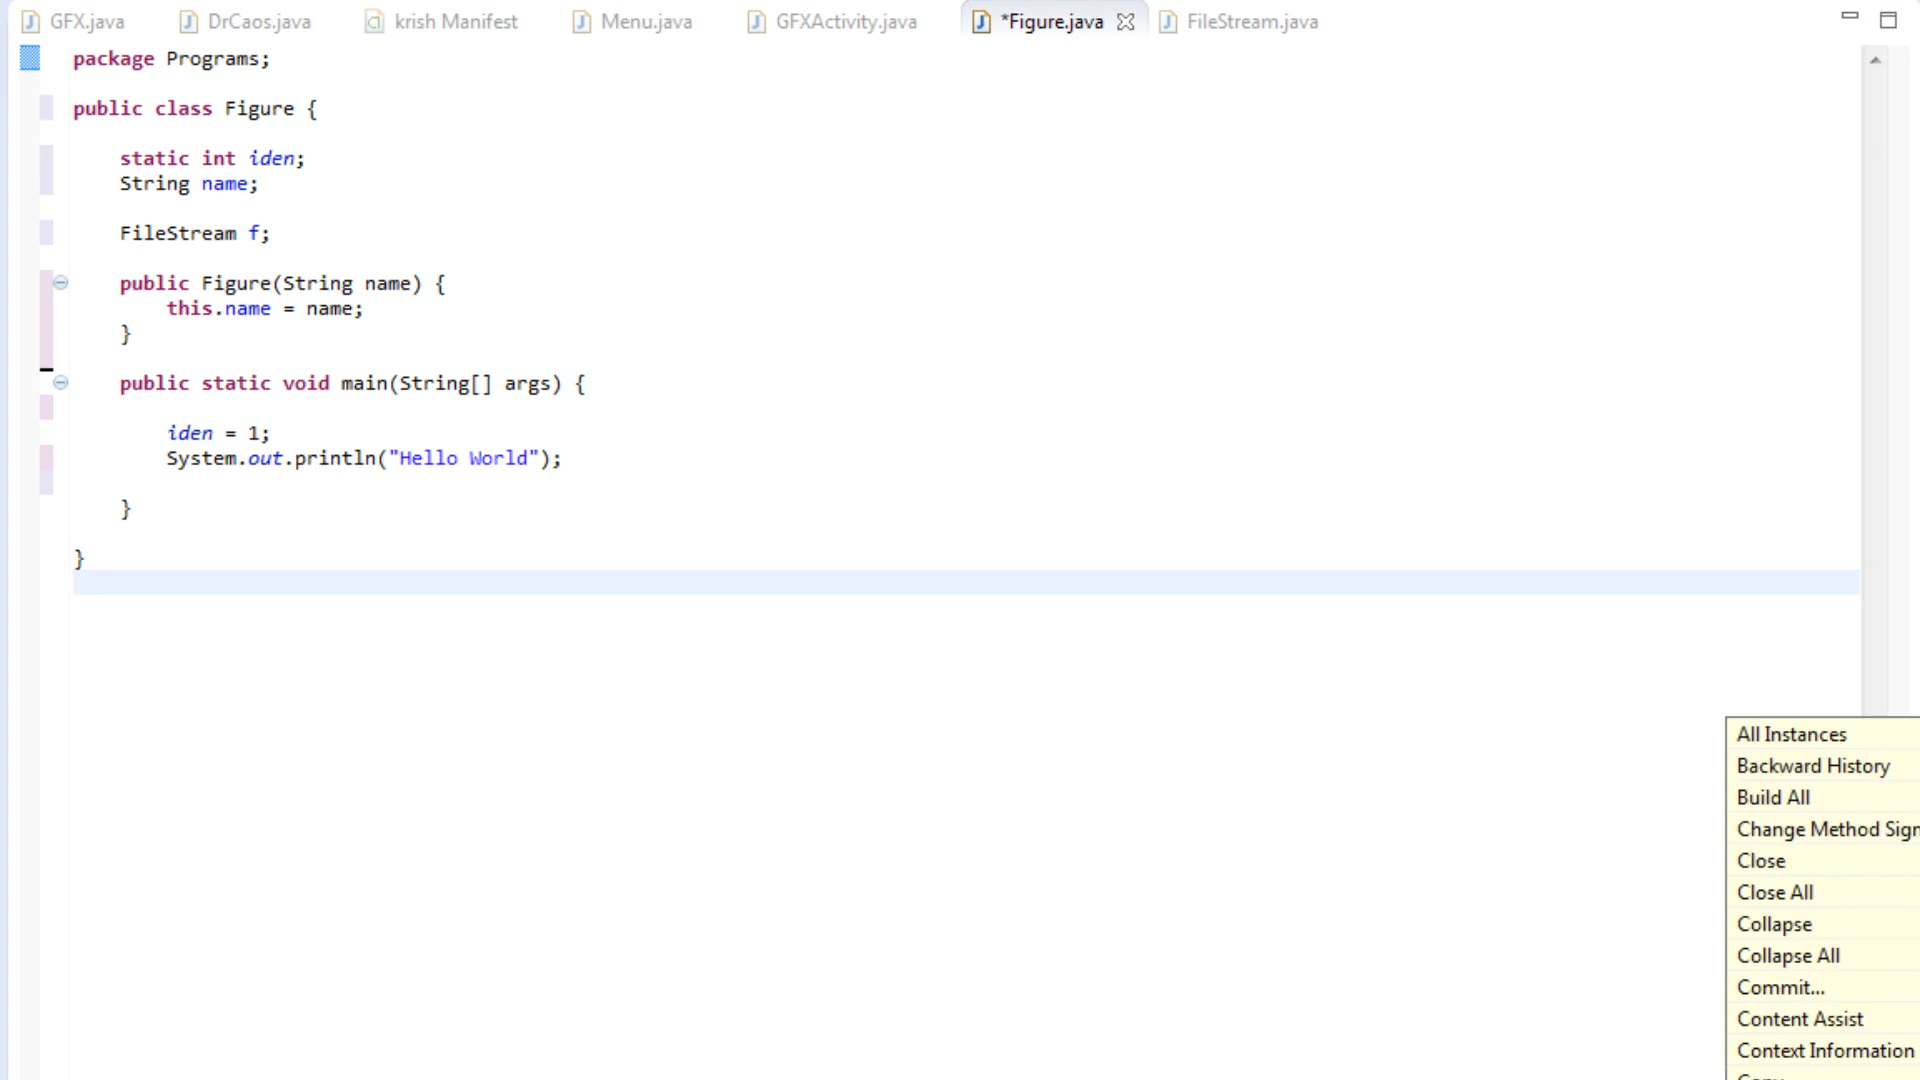 GFX.java DrCaos.java krish Manifest Menu.java GFXActivity.java *Figure.java FileStream.java
package Programs;
public class Figure {
static int iden;
String name;
FileStream f;
public Figure(String name) {
this.name = name;
}
public static void main(String[] args) {
iden = 1;
System.out.println("Hello World");
}
}
All Instances
Backward History
Build All
Change Method Sign
Close
Close All
Collapse
Collapse All
Commit...
Content Assist
Context Information